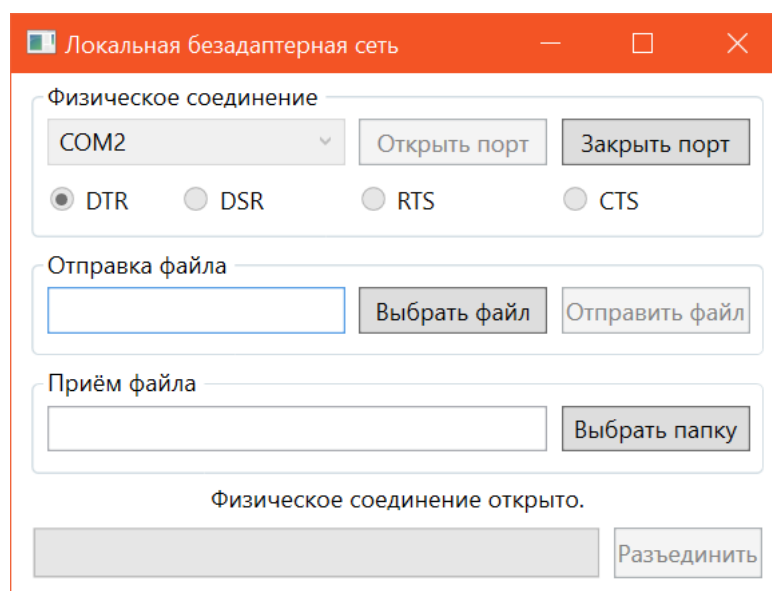 Локальная безадаптерная сеть
Физическое соединение
COM2 Открыть порт Закрыть порт
DTR DSR RTS CTS
Отправка файла
Выбрать файл Отправить файл
Приём файла
Выбрать папку
Физическое соединение открыто.
Разъединить